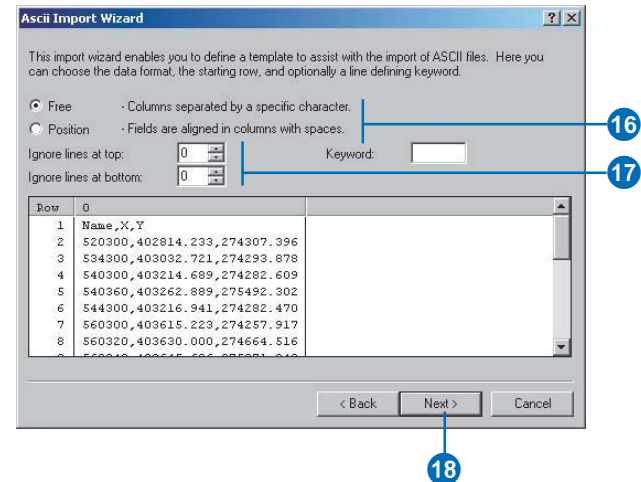 Ascii Import Wizard
This import wizard enables you to define a template to assist with the import of ASCII files. Here you
can choose the data format, the starting row, and optionally a line defining keyword.
Free - Columns separated by a specific character.
Position - Fields are aligned in columns with spaces.
16
Ignore lines at top: 0 Keyword:
17
Ignore lines at bottom: 0
Row 0
1 Name,X,Y
2 520300,402814.233,274307.396
3 534300,403032.721,274293.878
4 540300,403214.689,274282.609
5 540360,403262.889,275492.302
6 544300,403216.941,274282.470
7 560300,403615.223,274257.917
8 560320,403630.000,274664.516
< Back Next > Cancel
18